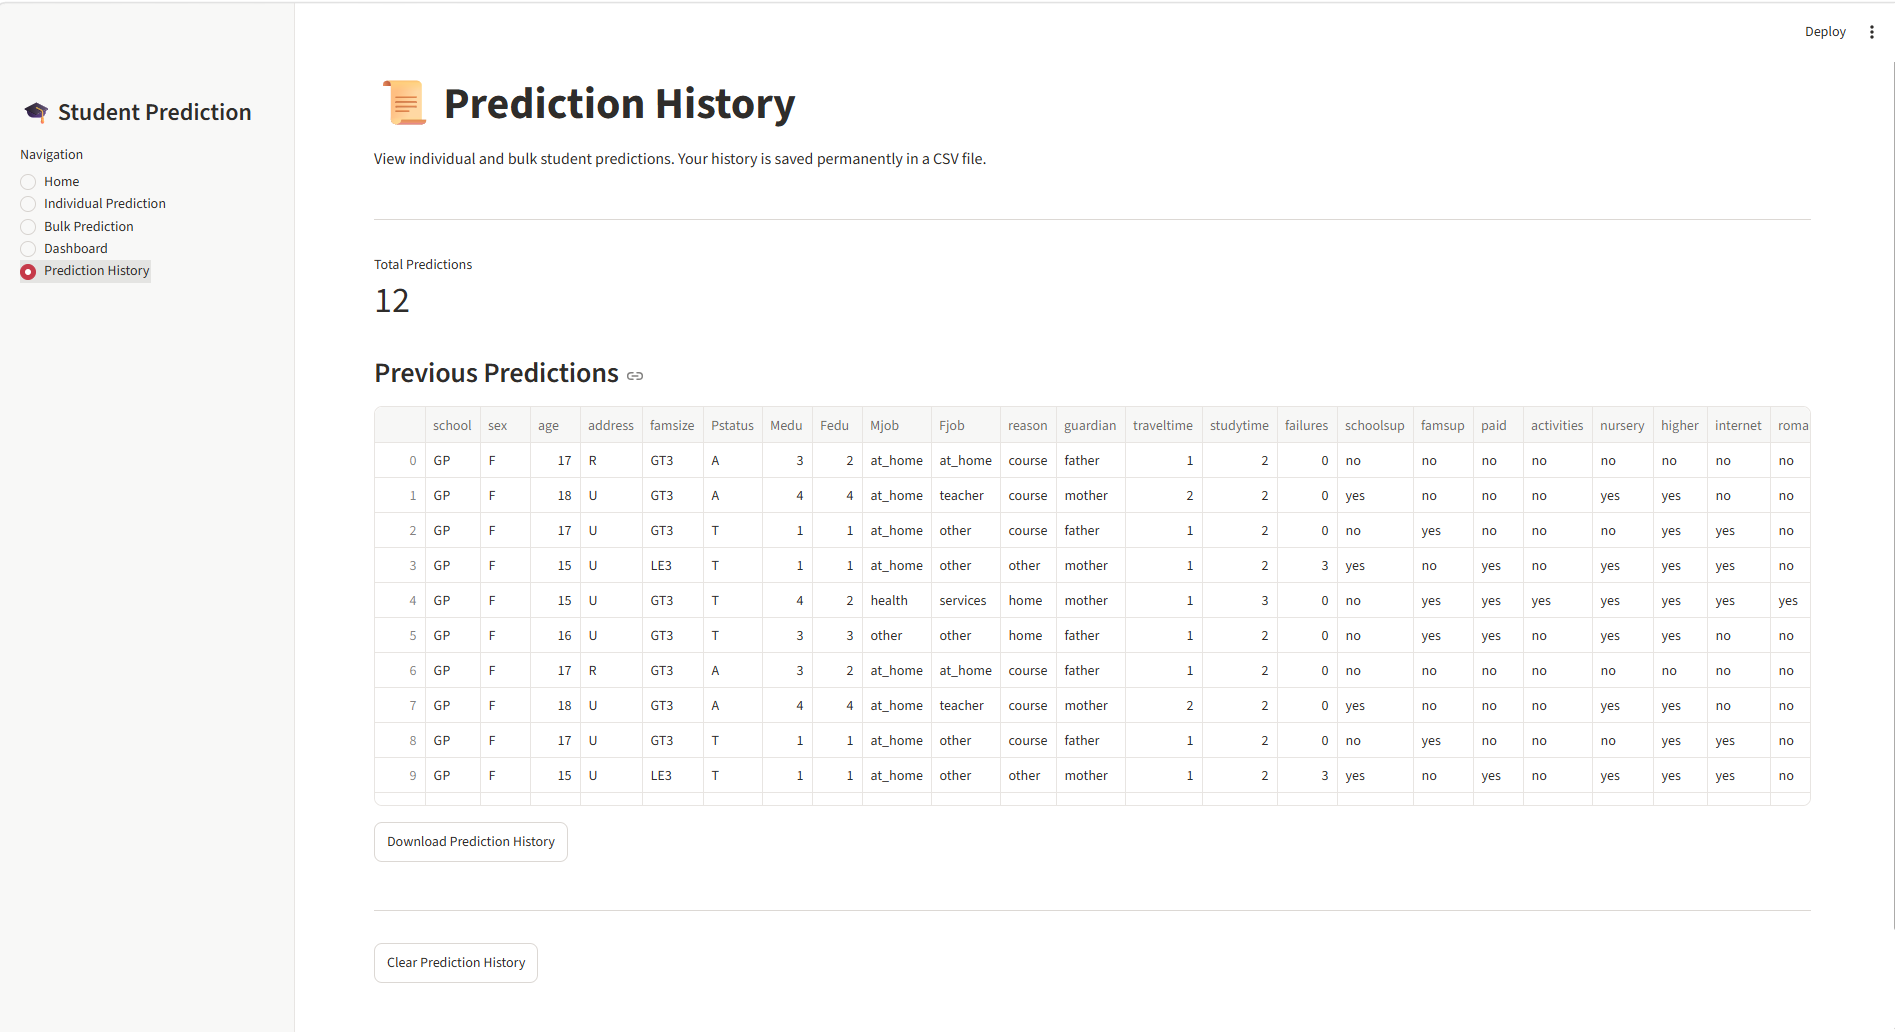 Deploy
Student Prediction
Navigation
Home
Individual Prediction
Bulk Prediction
Dashboard
Prediction History
Prediction History
View individual and bulk student predictions. Your history is saved permanently in a CSV file.
Total Predictions
12
Previous Predictions
school sex age address famsize Pstatus Medu Fedu Mjob Fjob reason guardian traveltime studytime failures schoolsup famsup paid activities nursery higher internet roma
0 GP F 17 R GT3 A 3 2 at_home at_home course father 1 2 0 no no no no no no no no
1 GP F 18 U GT3 A 4 4 at_home teacher course mother 2 2 0 yes no no no yes yes no no
2 GP F 17 U GT3 T 1 1 at_home other course father 1 2 0 no yes no no no yes yes no
3 GP F 15 U LE3 T 1 1 at_home other other mother 1 2 3 yes no yes no yes yes yes no
4 GP F 15 U GT3 T 4 2 health services home mother 1 3 0 no yes yes yes yes yes yes yes
5 GP F 16 U GT3 T 3 3 other other home father 1 2 0 no yes yes no yes yes no no
6 GP F 17 R GT3 A 3 2 at_home at_home course father 1 2 0 no no no no no no no no
7 GP F 18 U GT3 A 4 4 at_home teacher course mother 2 2 0 yes no no no yes yes no no
8 GP F 17 U GT3 T 1 1 at_home other course father 1 2 0 no yes no no no yes yes no
9 GP F 15 U LE3 T 1 1 at_home other other mother 1 2 3 yes no yes no yes yes yes no
Download Prediction History
Clear Prediction History